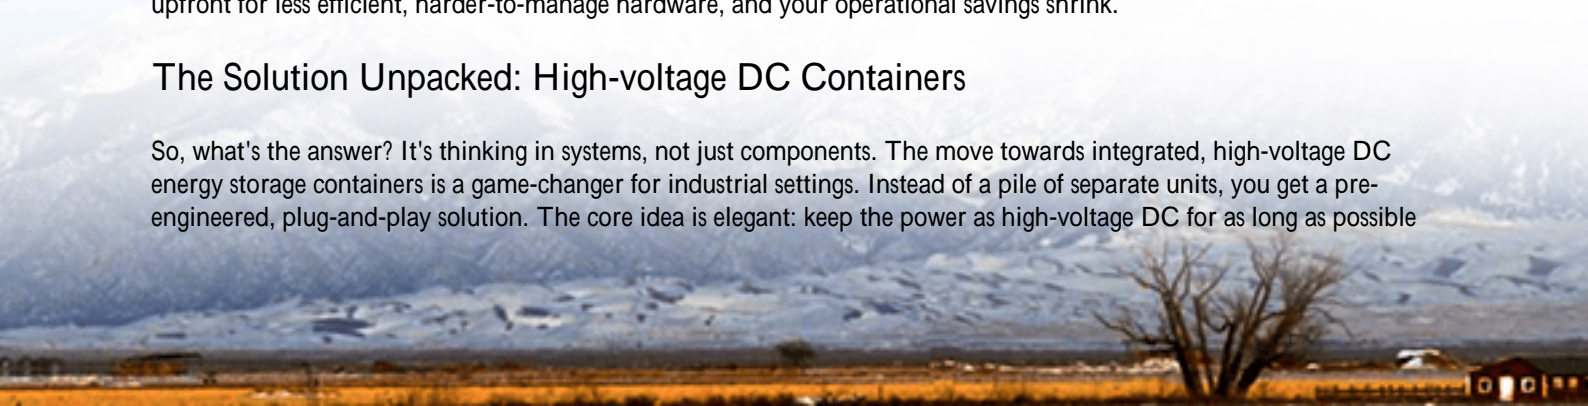 upfront for less efficient, harder-to-manage hardware, and your operational savings shrink.
The Solution Unpacked: High-voltage DC Containers
So, what's the answer? It's thinking in systems, not just components. The move towards integrated, high-voltage DC
energy storage containers is a game-changer for industrial settings. Instead of a pile of separate units, you get a pre-
engineered, plug-and-play solution. The core idea is elegant: keep the power as high-voltage DC for as long as possible